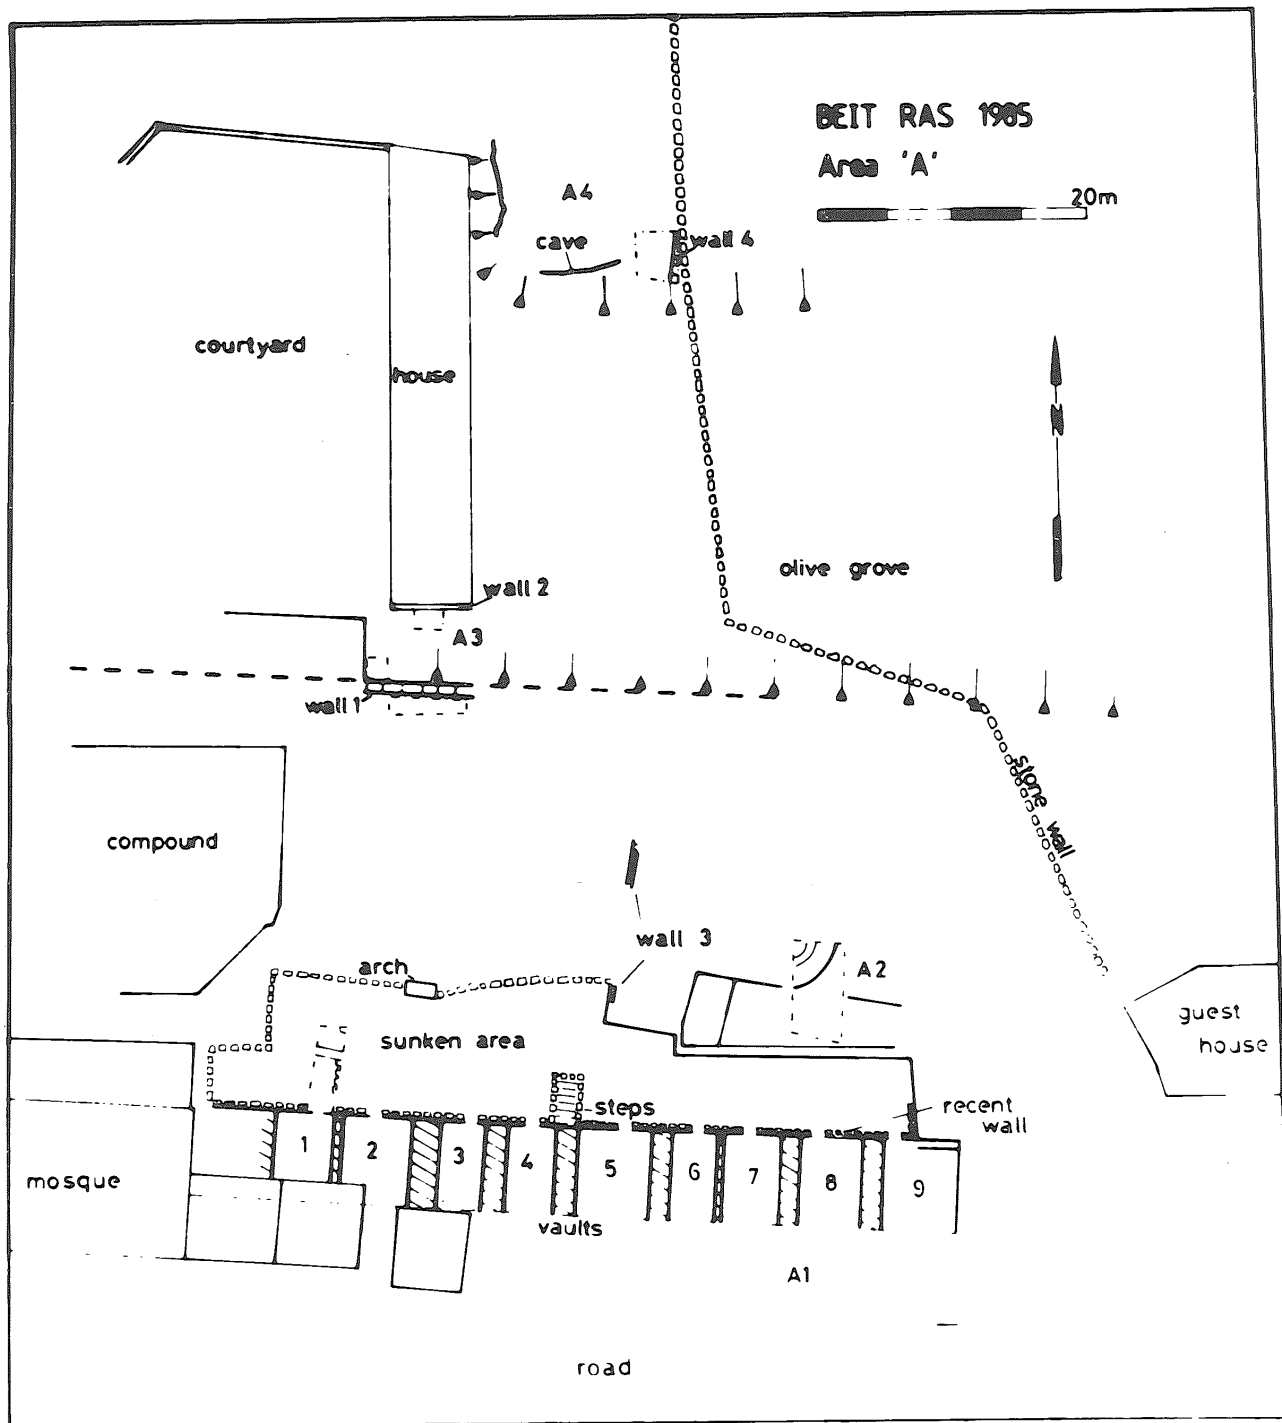 BEIT RAS 1985
Area 'A'
20m
A4
cave
wall 4
courtyard
house
N
olive grove
wall 2
A3
wall 1
stone wall
compound
wall 3
arch
A2
sunken area
guest
house
steps
recent
wall
mosque
1
2
3
4
5
6
7
8
9
vaults
A1
road